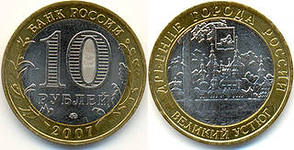 БАНК РОССИИ
10
РУБЛЕЙ
2007
ДРЕВНИЕ ГОРОДА РОССИИ
ВЕЛИКИЙ УСТЮГ